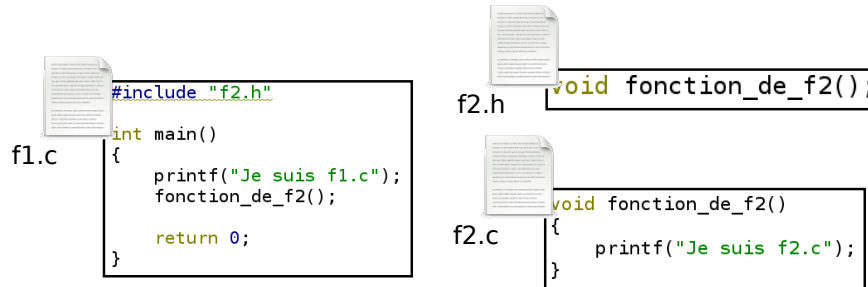 f1.c
#include "f2.h"
int main()
{
printf("Je suis f1.c");
fonction_de_f2();
return 0;
}
f2.h
void fonction_de_f2();
f2.c
void fonction_de_f2()
{
printf("Je suis f2.c");
}